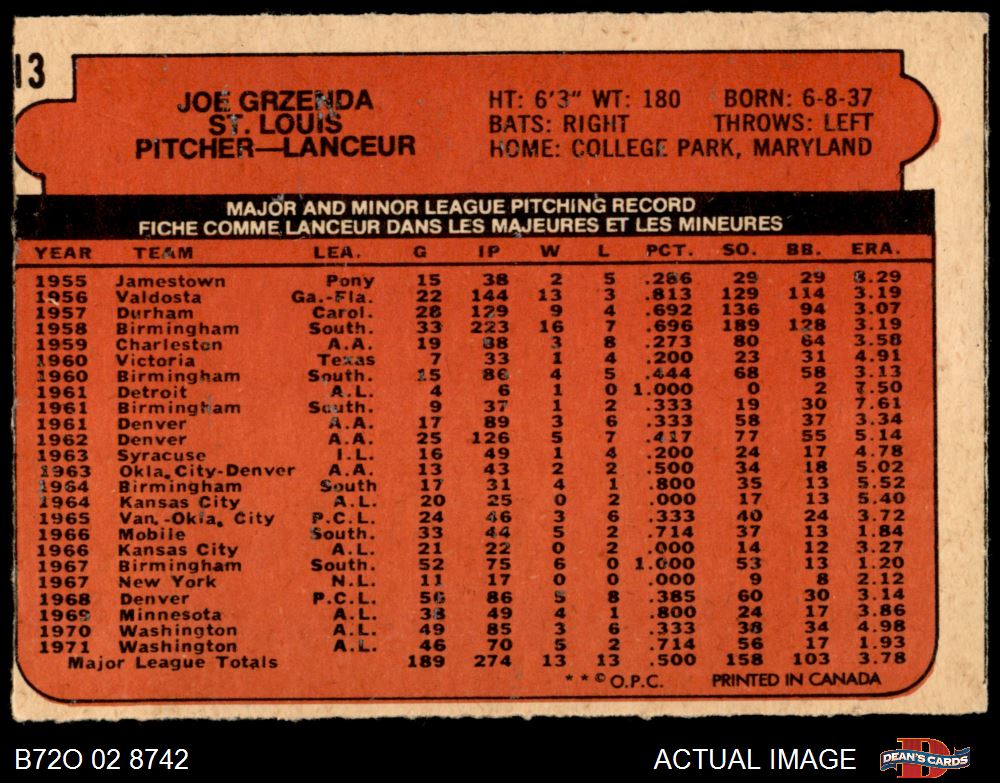 13
JOE GRZENDA
ST. LOUIS
PITCHER—LANCEUR
HT: 6'3" WT: 180 BORN: 6-8-37
BATS: RIGHT THROWS: LEFT
HOME: COLLEGE PARK, MARYLAND
MAJOR AND MINOR LEAGUE PITCHING RECORD
FICHE COMME LANCEUR DANS LES MAJEURES ET LES MINEURES
YEAR TEAM LEA. G IP W L PCT. SO. BB. ERA.
1955 Jamestown Pony 15 38 2 5 .286 29 29 8.29
1956 Valdosta Ga.-Fla. 22 144 13 3 .813 129 114 3.19
1957 Durham Carol. 28 129 9 4 .692 136 94 3.07
1958 Birmingham South. 33 223 16 7 .696 189 128 3.19
1959 Charleston A.A. 19 88 3 8 .273 80 64 3.58
1960 Victoria Texas 7 33 1 4 .200 23 31 4.91
1960 Birmingham South. 15 86 4 5 .444 68 58 3.13
1961 Detroit A.L. 4 6 1 0 1.000 0 2 7.50
1961 Birmingham South. 9 37 1 2 .333 19 30 7.61
1961 Denver A.A. 17 89 3 6 .333 58 37 3.34
1962 Denver A.A. 25 126 5 7 .417 77 55 5.14
1963 Syracuse I.L. 16 49 1 4 .200 24 17 4.78
1963 Okla. City-Denver A.A. 13 43 2 2 .500 34 18 5.02
1964 Birmingham South 17 31 4 1 .800 35 13 5.52
1964 Kansas City A.L. 20 25 0 2 .000 17 13 5.40
1965 Van.-Okla. City P.C.L. 24 46 3 6 .333 40 24 3.72
1966 Mobile South. 33 44 5 2 .714 37 13 1.84
1966 Kansas City A.L. 21 22 0 2 .000 14 12 3.27
1967 Birmingham South. 52 75 6 0 1.000 53 13 1.20
1967 New York N.L. 11 17 0 0 .000 9 8 2.12
1968 Denver P.C.L. 56 86 5 8 .385 60 30 3.14
1969 Minnesota A.L. 38 49 4 1 .800 24 17 3.86
1970 Washington A.L. 49 85 3 6 .333 38 34 4.98
1971 Washington A.L. 46 70 5 2 .714 56 17 1.93
Major League Totals 189 274 13 13 .500 158 103 3.78
**©O.P.C. PRINTED IN CANADA
B72O 02 8742 ACTUAL IMAGE
D
DEAN'S CARDS